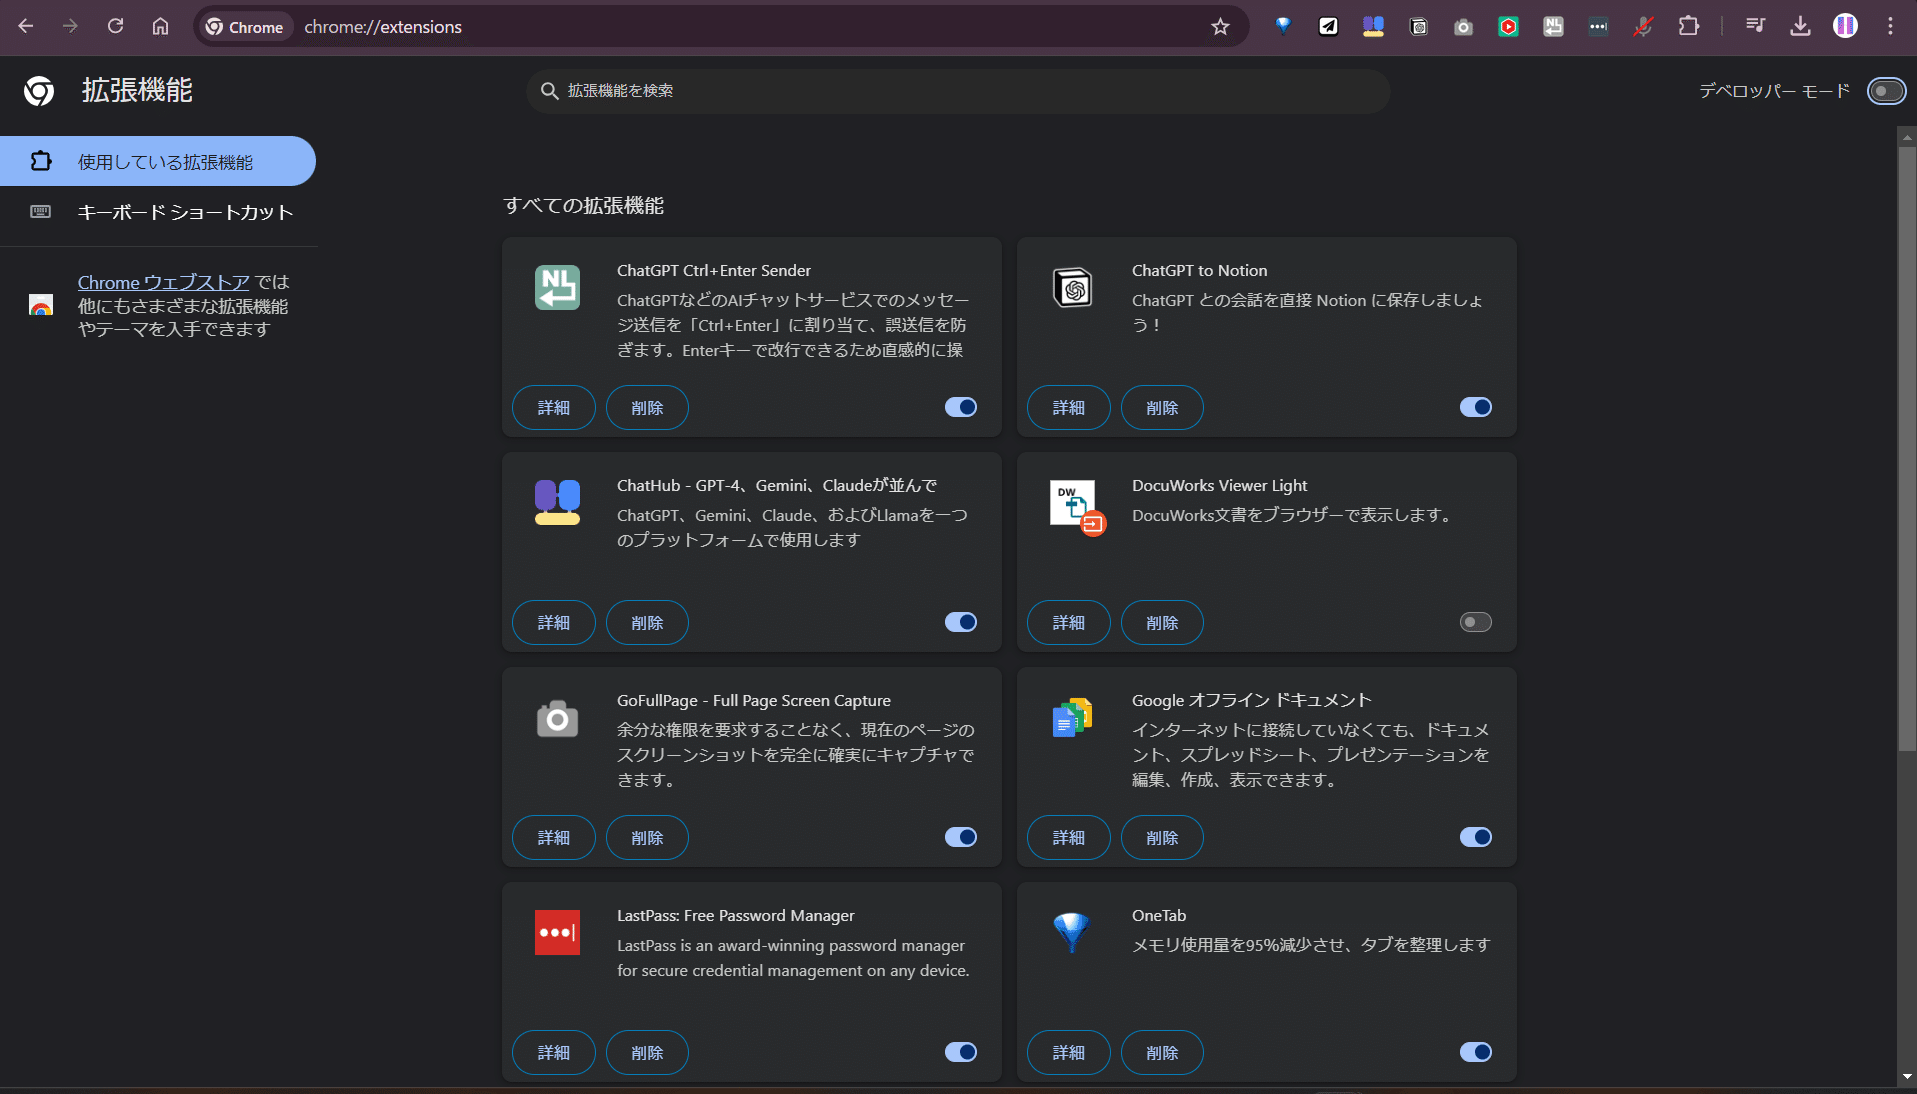 Chrome
chrome://extensions
拡張機能
拡張機能を検索
デベロッパー モード
使用している拡張機能
キーボード ショートカット
Chrome ウェブストア では
他にもさまざまな拡張機能
やテーマを入手できます
すべての拡張機能
NL
ChatGPT Ctrl+Enter Sender
ChatGPTなどのAIチャットサービスでのメッセー
ジ送信を「Ctrl+Enter」に割り当て、誤送信を防
ぎます。Enterキーで改行できるため直感的に操
詳細
削除
ChatGPT to Notion
ChatGPT との会話を直接 Notion に保存しましょ
う！
詳細
削除
ChatHub - GPT-4、Gemini、Claudeが並んで
ChatGPT、Gemini、Claude、およびLlamaを一つ
のプラットフォームで使用します
詳細
削除
DW
DocuWorks Viewer Light
DocuWorks文書をブラウザーで表示します。
詳細
削除
GoFullPage - Full Page Screen Capture
余分な権限を要求することなく、現在のページの
スクリーンショットを完全に確実にキャプチャで
きます。
詳細
削除
Google オフライン ドキュメント
インターネットに接続していなくても、ドキュメ
ント、スプレッドシート、プレゼンテーションを
編集、作成、表示できます。
詳細
削除
LastPass: Free Password Manager
LastPass is an award-winning password manager
for secure credential management on any device.
詳細
削除
OneTab
メモリ使用量を95%減少させ、タブを整理します
詳細
削除